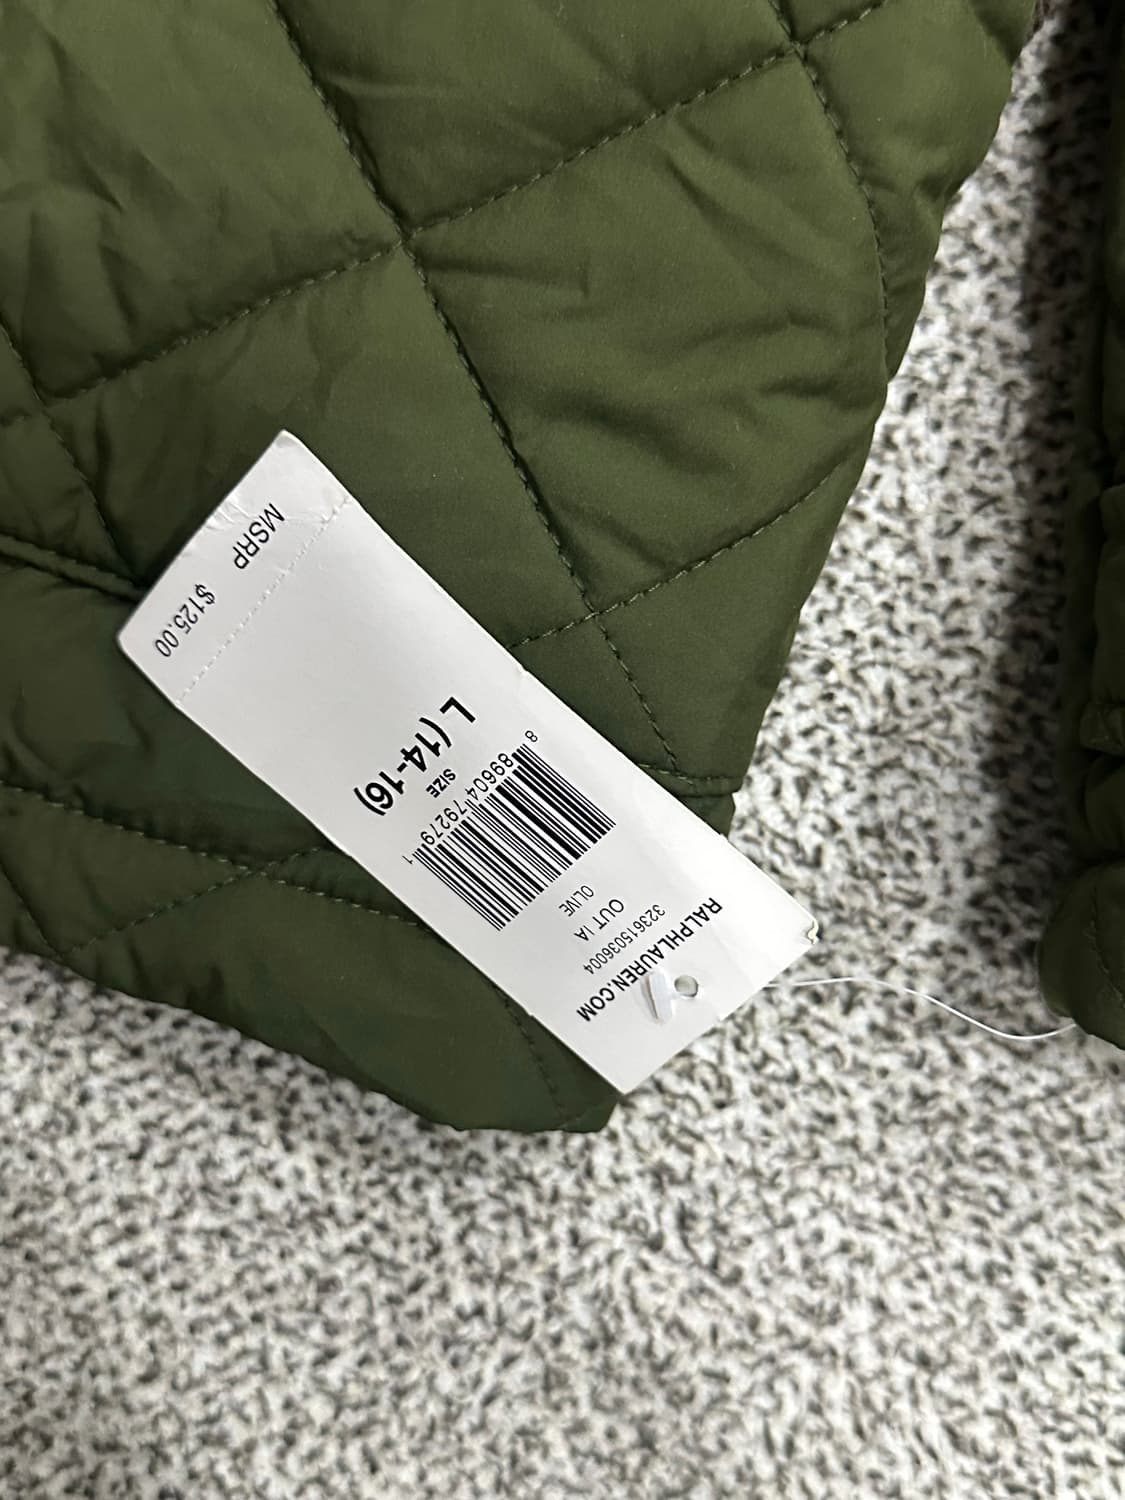 RALPHLAUREN.COM
323615036004
OUT IA
OLIVE
8 89604 79279 1
SIZE
L (14-16)
MSRP $125.00